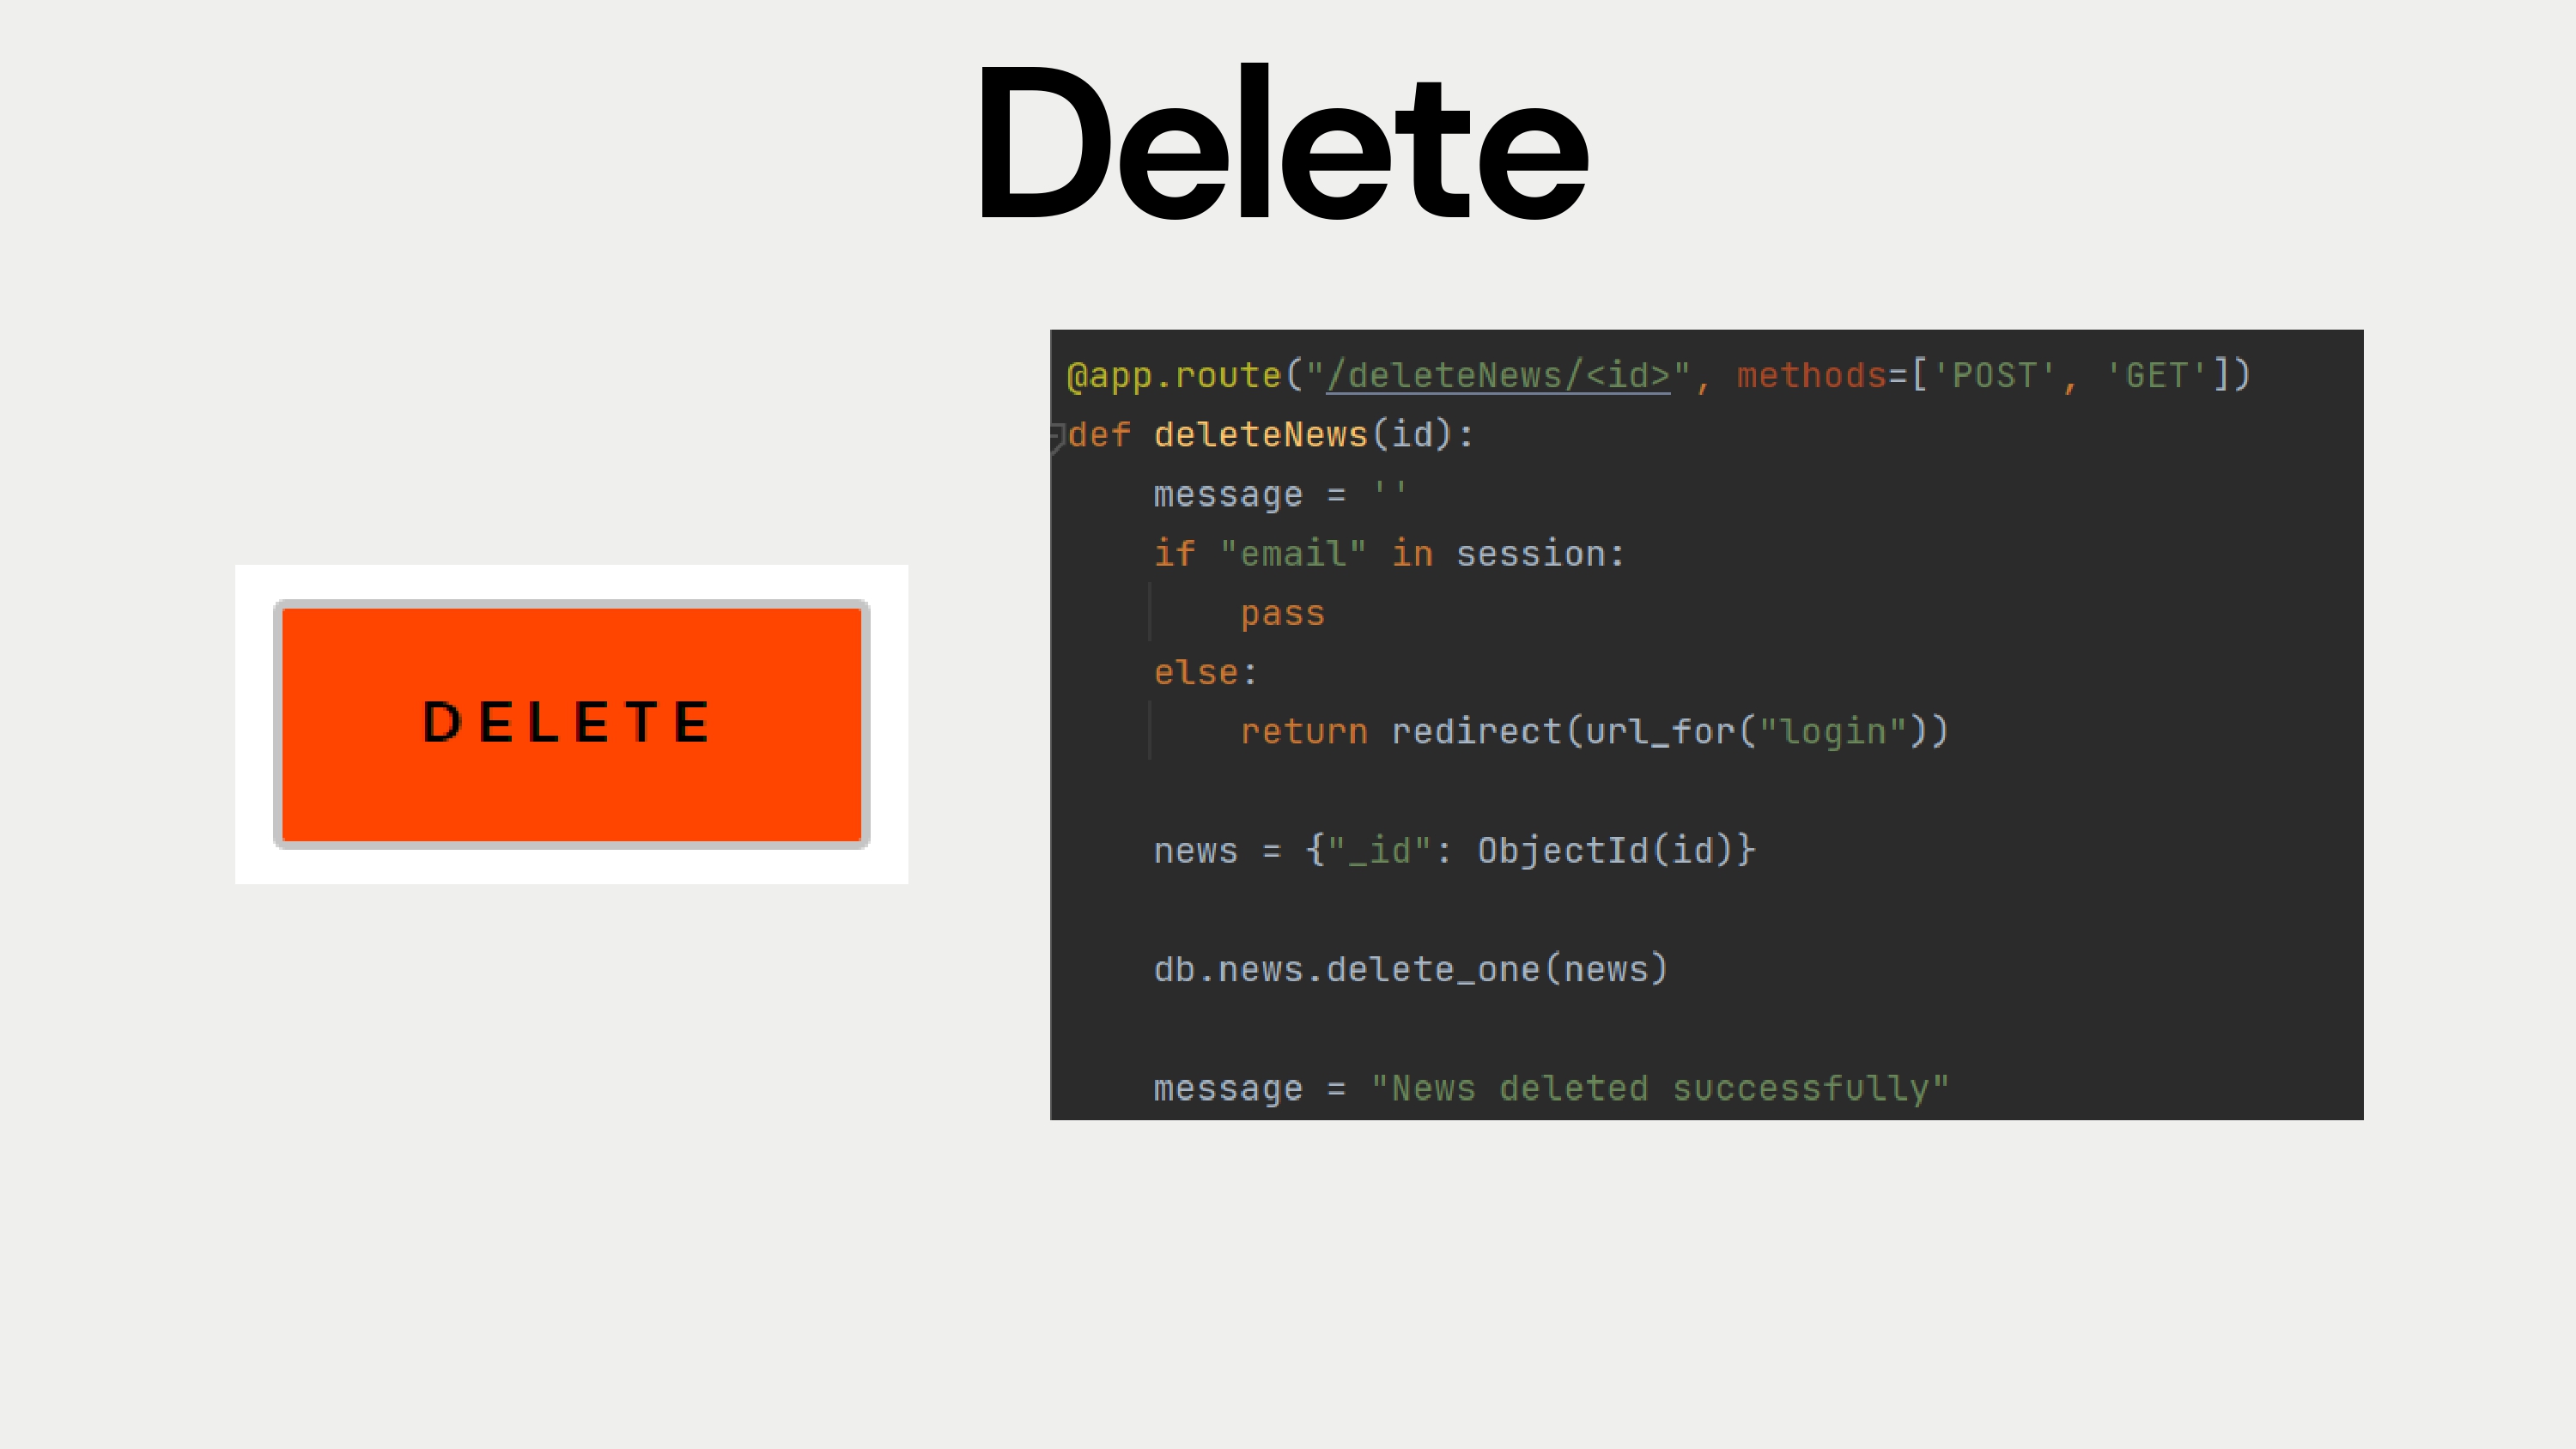 Delete
DELETE
@app.route("/deleteNews/<id>", methods=['POST', 'GET'])
def deleteNews(id):
    message = ''
    if "email" in session:
        pass
    else:
        return redirect(url_for("login"))
    news = {"_id": ObjectId(id)}
    db.news.delete_one(news)
    message = "News deleted successfully"